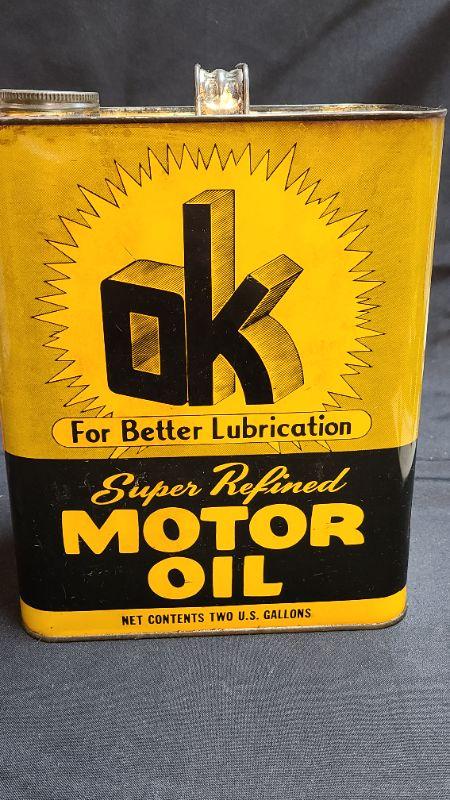 ok
For Better Lubrication
Super Refined
MOTOR
OIL
NET CONTENTS TWO U.S. GALLONS